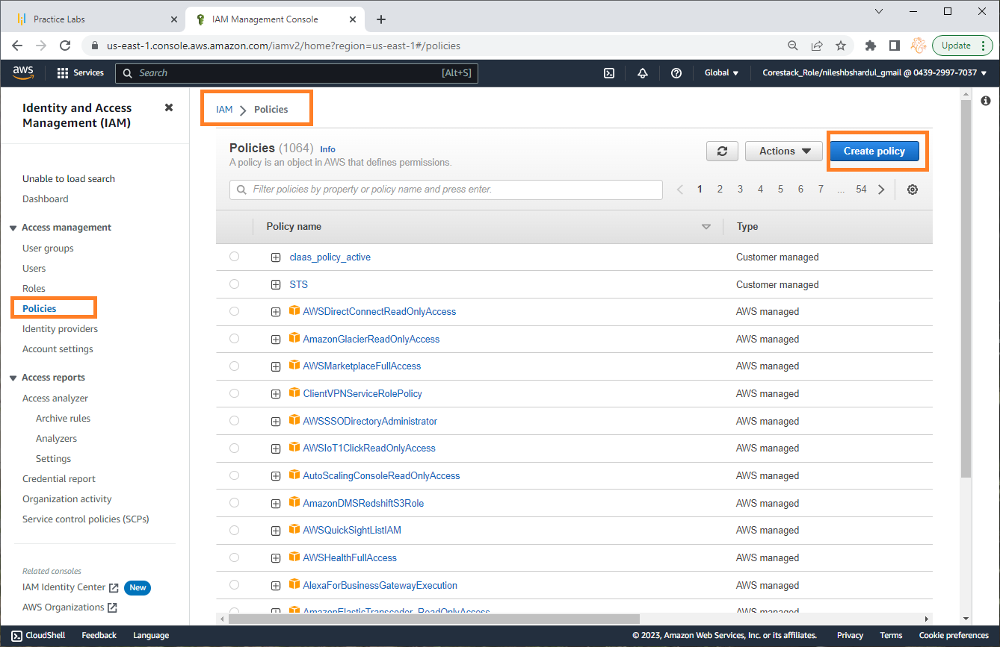 Practice Labs
IAM Management Console
us-east-1.console.aws.amazon.com/iamv2/home?region=us-east-1#/policies
Update
aws
Services
Search
[Alt+S]
Global
Corestack_Role/nileshbshardul_gmail @ 0439-2997-7037
Identity and Access
Management (IAM)
Unable to load search
Dashboard
Access management
User groups
Users
Roles
Policies
Identity providers
Account settings
Access reports
Access analyzer
Archive rules
Analyzers
Settings
Credential report
Organization activity
Service control policies (SCPs)
Related consoles
IAM Identity Center New
AWS Organizations
IAM > Policies
Policies (1064) Info
A policy is an object in AWS that defines permissions.
Actions
Create policy
Filter policies by property or policy name and press enter.
1 2 3 4 5 6 7 ... 54
Policy name Type
claas_policy_active Customer managed
STS Customer managed
AWSDirectConnectReadOnlyAccess AWS managed
AmazonGlacierReadOnlyAccess AWS managed
AWSMarketplaceFullAccess AWS managed
ClientVPNServiceRolePolicy AWS managed
AWSSSODirectoryAdministrator AWS managed
AWSIoT1ClickReadOnlyAccess AWS managed
AutoScalingConsoleReadOnlyAccess AWS managed
AmazonDMSRedshiftS3Role AWS managed
AWSQuickSightListIAM AWS managed
AWSHealthFullAccess AWS managed
AlexaForBusinessGatewayExecution AWS managed
AmazonElasticTranscoder_ReadOnlyAccess AWS managed
CloudShell Feedback Language
© 2023, Amazon Web Services, Inc. or its affiliates. Privacy Terms Cookie preferences